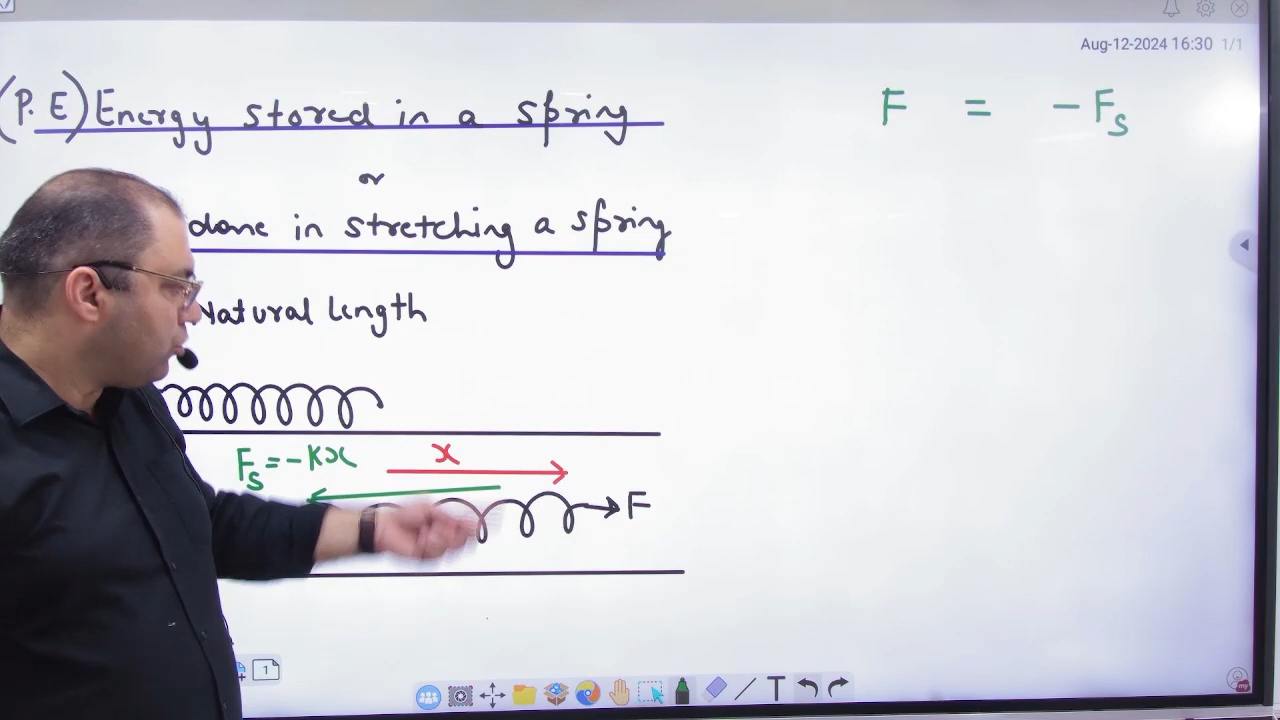 Aug-12-2024 16:30 1/1
(P.E) Energy stored in a spring
F = -Fs
or
done in stretching a spring
Natural length
Fs = -kx
x
F
1
T